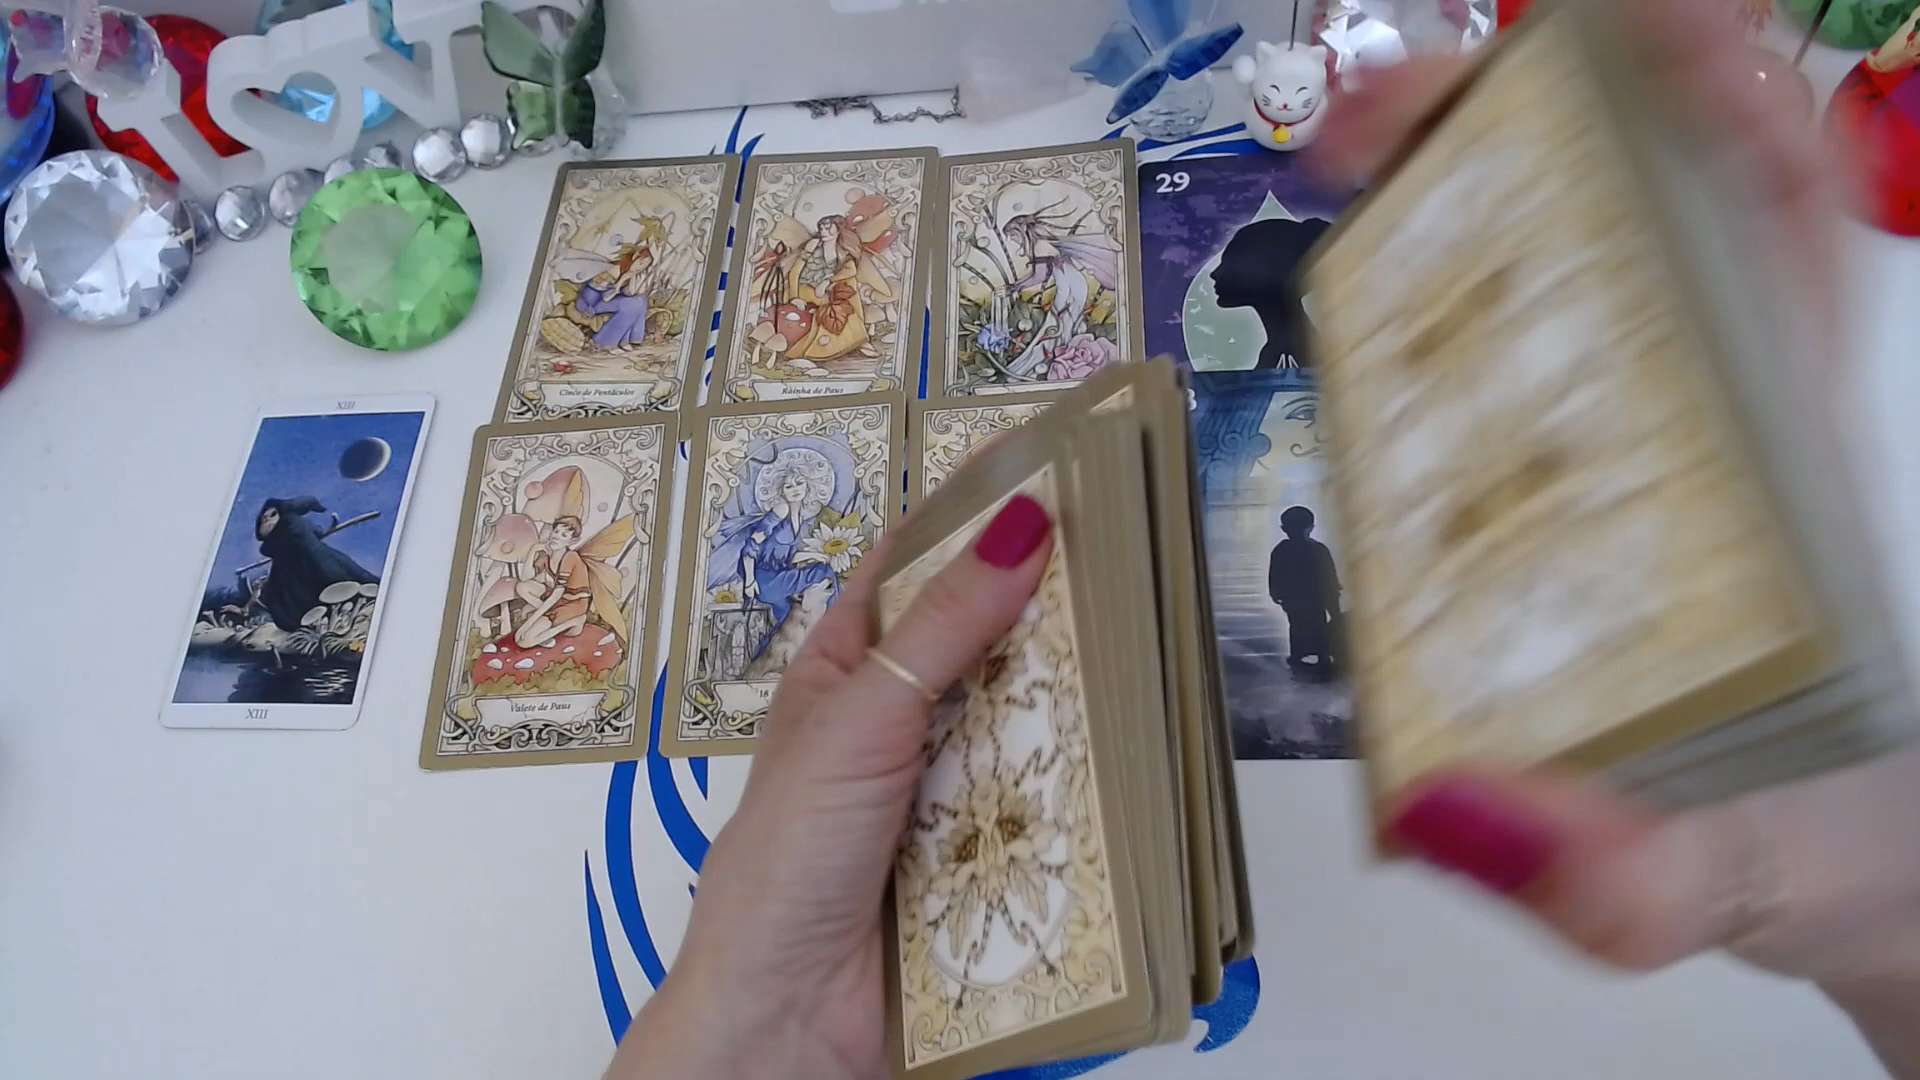 I♥Y
29
Cinco de Pentáculos
Rainha de Paus
XIII
Valete de Paus
18
XIII